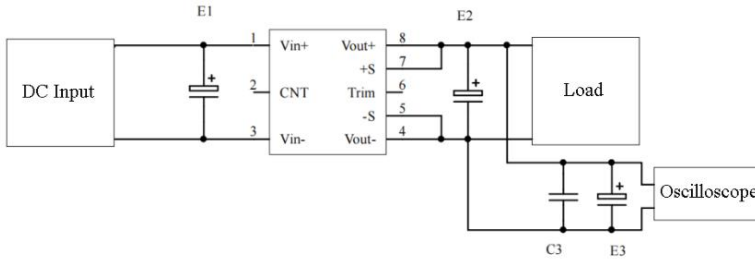 E1
E2
DC Input
1
Vin+
Vout+
8
+S
7
2
CNT
Trim
6
-S
5
3
Vin-
Vout-
4
+
+
Load
+
Oscilloscope
C3
E3